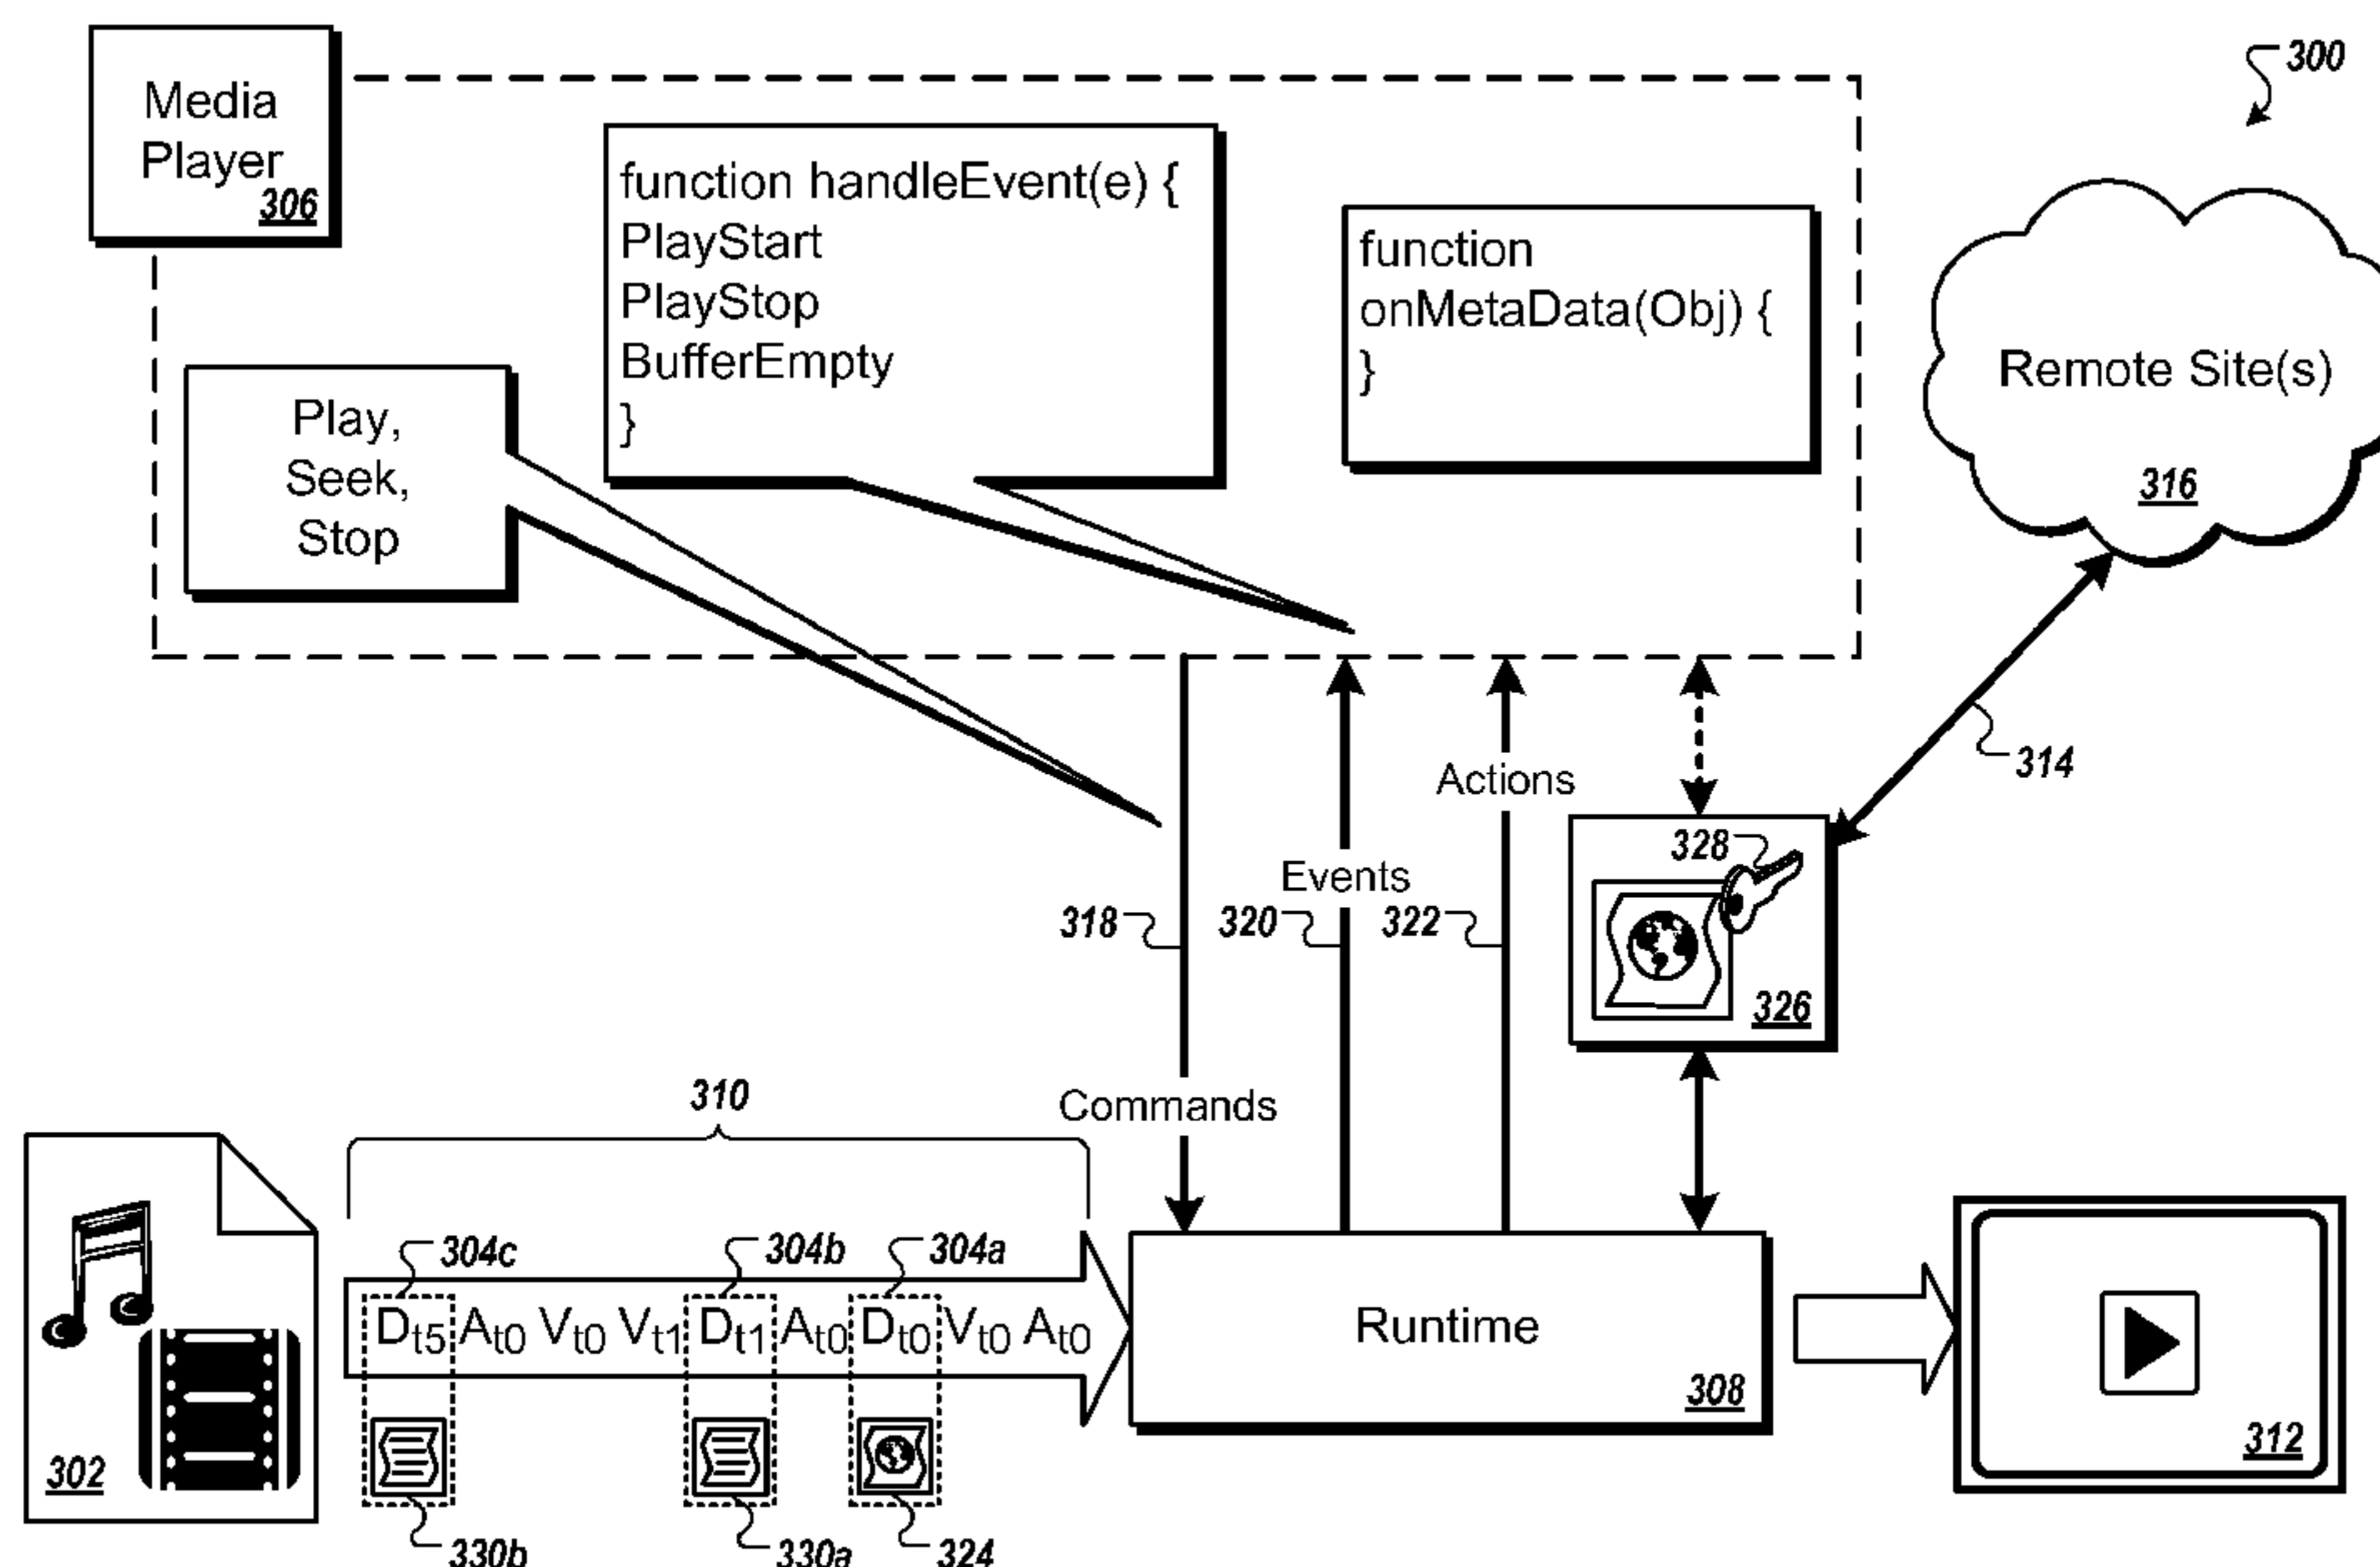 Media
Player
306
300
function handleEvent(e) {
PlayStart
PlayStop
BufferEmpty
}
function
onMetaData(Obj) {
}
Remote Site(s)
316
Play,
Seek,
Stop
314
Actions
328
Events
318
320
322
326
Commands
310
304c
304b
304a
Dt5 At0 Vt0 Vt1 Dt1 At0 Dt0 Vt0 At0
Runtime
308
312
302
330b
330a
324